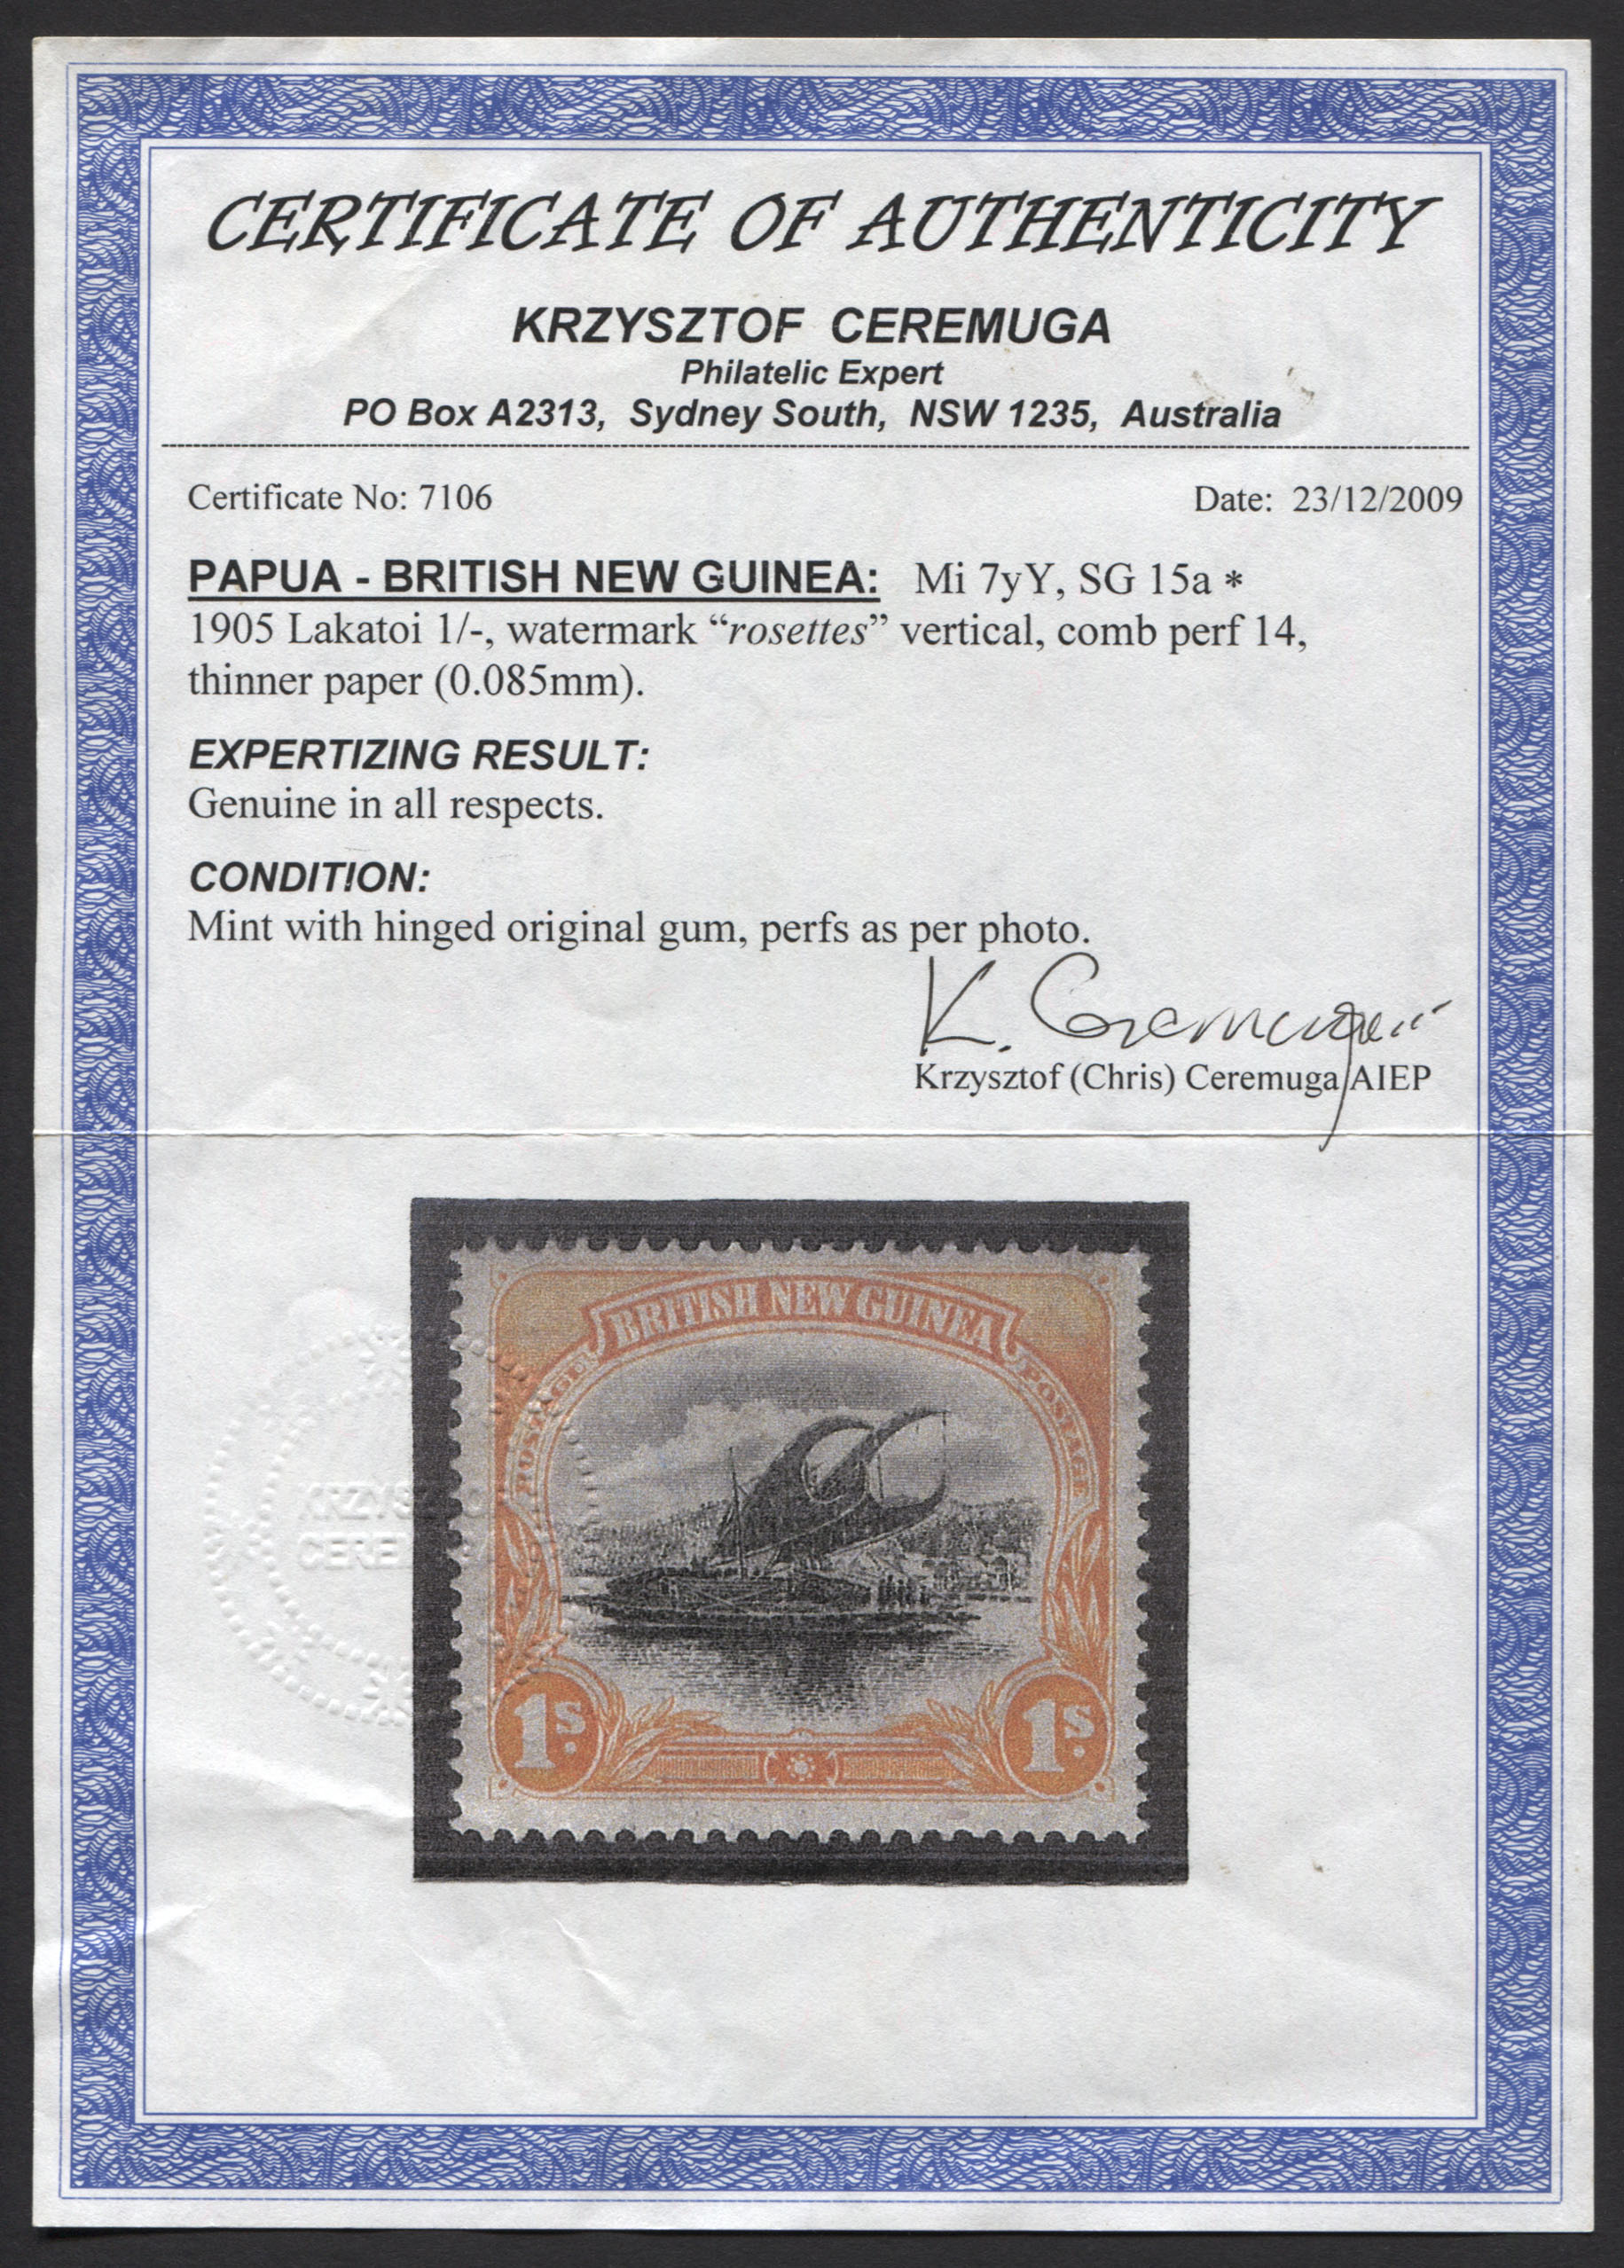 CERTIFICATE OF AUTHENTICITY
KRZYSZTOF CEREMUGA
Philatelic Expert
PO Box A2313, Sydney South, NSW 1235, Australia
Certificate No: 7106 Date: 23/12/2009
PAPUA - BRITISH NEW GUINEA: Mi 7yY, SG 15a *
1905 Lakatoi 1/-, watermark “rosettes” vertical, comb perf 14,
thinner paper (0.085mm).
EXPERTIZING RESULT:
Genuine in all respects.
CONDITION:
Mint with hinged original gum, perfs as per photo.
K. Ceremuga
Krzysztof (Chris) Ceremuga AIEP
BRITISH NEW GUINEA
POSTAGE POSTAGE
KRZYSZTO
CERE
1s. 1s.